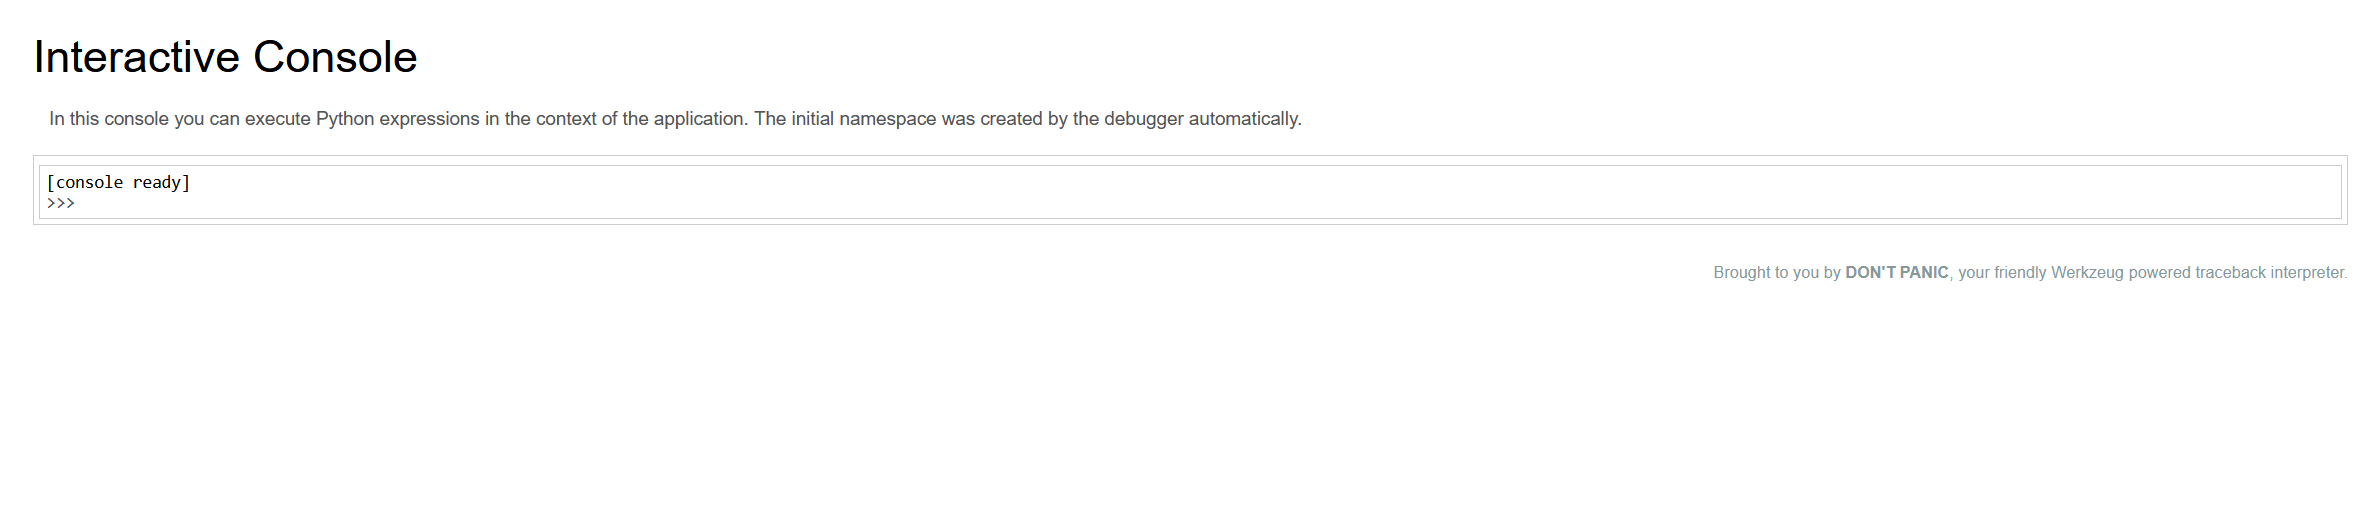 Interactive Console
In this console you can execute Python expressions in the context of the application. The initial namespace was created by the debugger automatically.
[console ready]
>>>
Brought to you by DON'T PANIC, your friendly Werkzeug powered traceback interpreter.